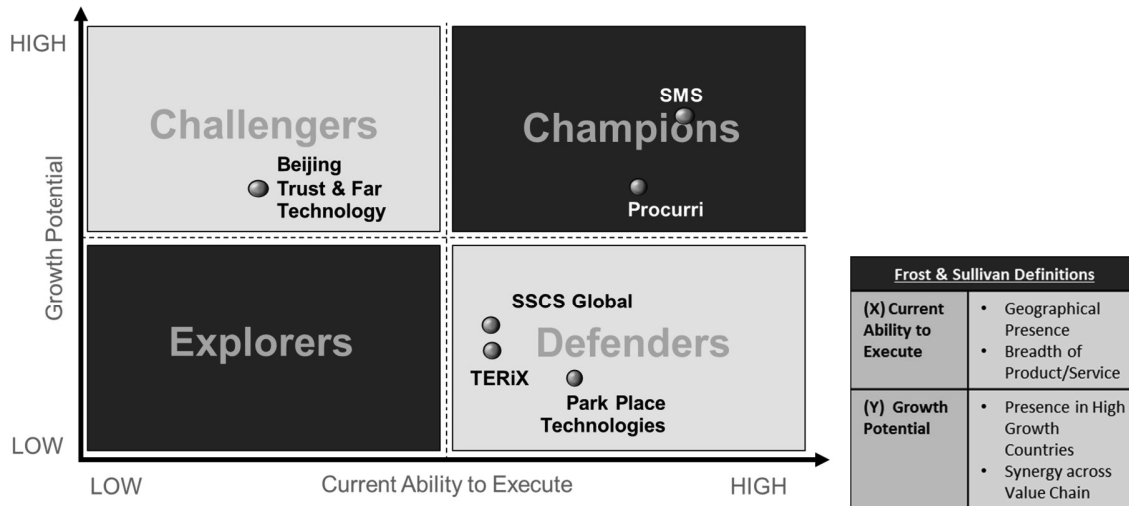 HIGH
Growth Potential
LOW
Challengers
Beijing
Trust & Far
Technology
SMS
Champions
Procurri
Explorers
SSCS Global
Defenders
TERiX
Park Place
Technologies
LOW
Current Ability to Execute
HIGH
Frost & Sullivan Definitions
(X) Current
Ability to
Execute
• Geographical
Presence
• Breadth of
Product/Service
(Y) Growth
Potential
• Presence in High
Growth
Countries
• Synergy across
Value Chain